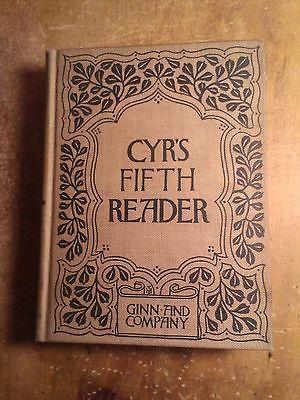 CYR'S
FIFTH
READER
GINN·AND
COMPANY